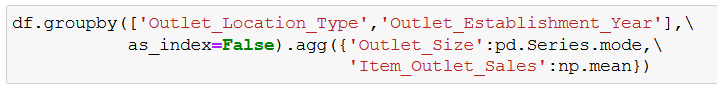 df.groupby(['Outlet_Location_Type','Outlet_Establishment_Year'],\
as_index=False).agg({'Outlet_Size':pd.Series.mode,\
'Item_Outlet_Sales':np.mean})